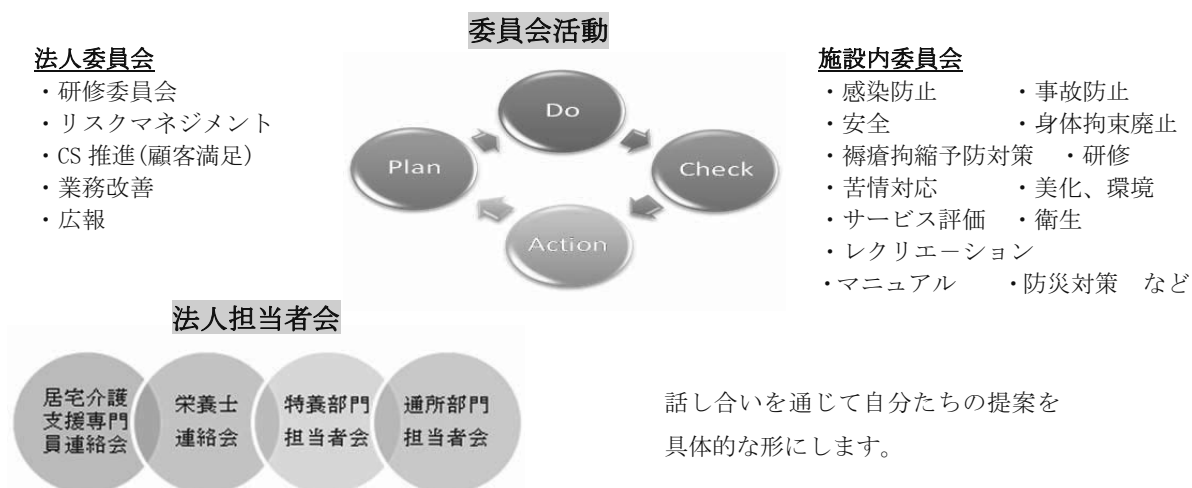 委員会活動
法人委員会
・研修委員会
・リスクマネジメント
・CS 推進(顧客満足)
・業務改善
・広報
Plan
Do
Check
Action
施設内委員会
・感染防止　　・事故防止
・安全　　・身体拘束廃止
・褥瘡拘縮予防対策　・研修
・苦情対応　　・美化、環境
・サービス評価　・衛生
・レクリエーション
・マニュアル　　・防災対策　など
法人担当者会
居宅介護
支援専門
員連絡会
栄養士
連絡会
特養部門
担当者会
通所部門
担当者会
話し合いを通じて自分たちの提案を
具体的な形にします。